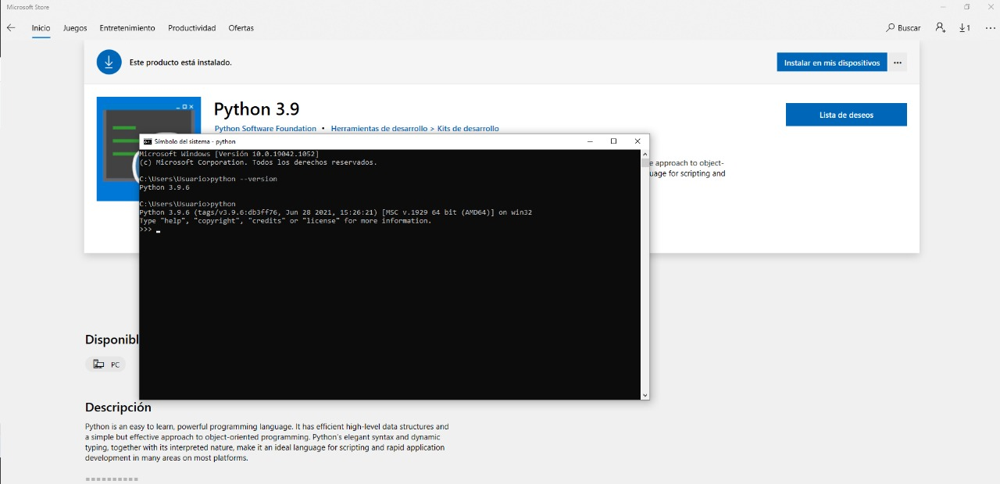 Microsoft Store
Inicio Juegos Entretenimiento Productividad Ofertas Buscar 1
Este producto está instalado. Instalar en mis dispositivos
Python 3.9
Lista de deseos
Python Software Foundation • Herramientas de desarrollo > Kits de desarrollo
Símbolo del sistema - python
Microsoft Windows [Versión 10.0.19042.1052]
(c) Microsoft Corporation. Todos los derechos reservados.
e approach to object-
uage for scripting and
C:\Users\Usuario>python --version
Python 3.9.6
C:\Users\Usuario>python
Python 3.9.6 (tags/v3.9.6:db3ff76, Jun 28 2021, 15:26:21) [MSC v.1929 64 bit (AMD64)] on win32
Type "help", "copyright", "credits" or "license" for more information.
>>>
Disponibl
PC
Descripción
Python is an easy to learn, powerful programming language. It has efficient high-level data structures and
a simple but effective approach to object-oriented programming. Python's elegant syntax and dynamic
typing, together with its interpreted nature, make it an ideal language for scripting and rapid application
development in many areas on most platforms.